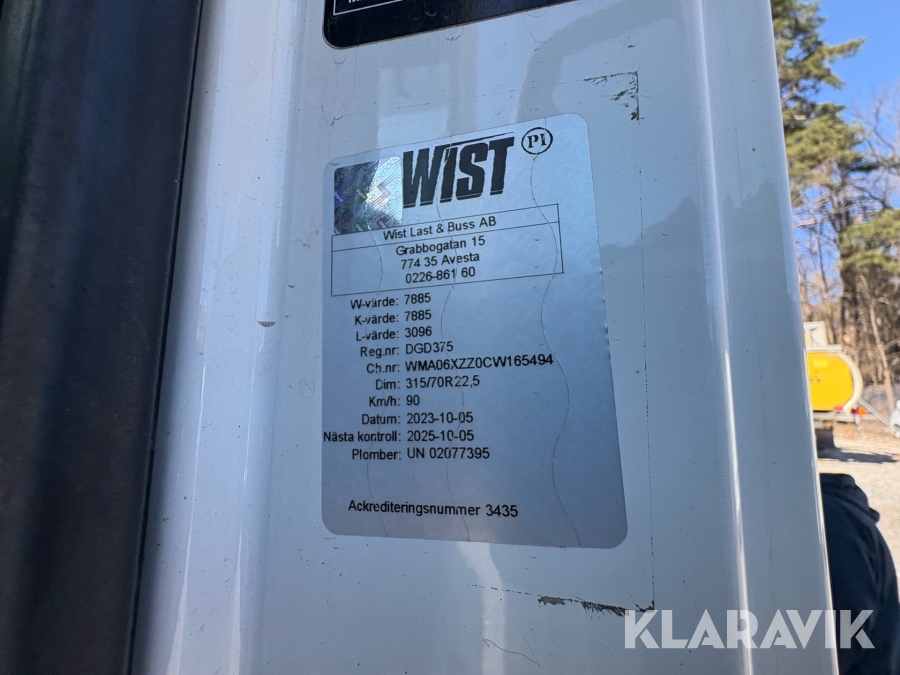 WIST PI
Wist Last & Buss AB
Grabbogatan 15
774 35 Avesta
0226-861 60
W-värde: 7885
K-värde: 7885
L-värde: 3096
Reg.nr: DGD375
Ch.nr: WMA06XZZ0CW165494
Dim: 315/70R22,5
Km/h: 90
Datum: 2023-10-05
Nästa kontroll: 2025-10-05
Plomber: UN 02077395
Ackrediteringsnummer 3435
KLARAVIK